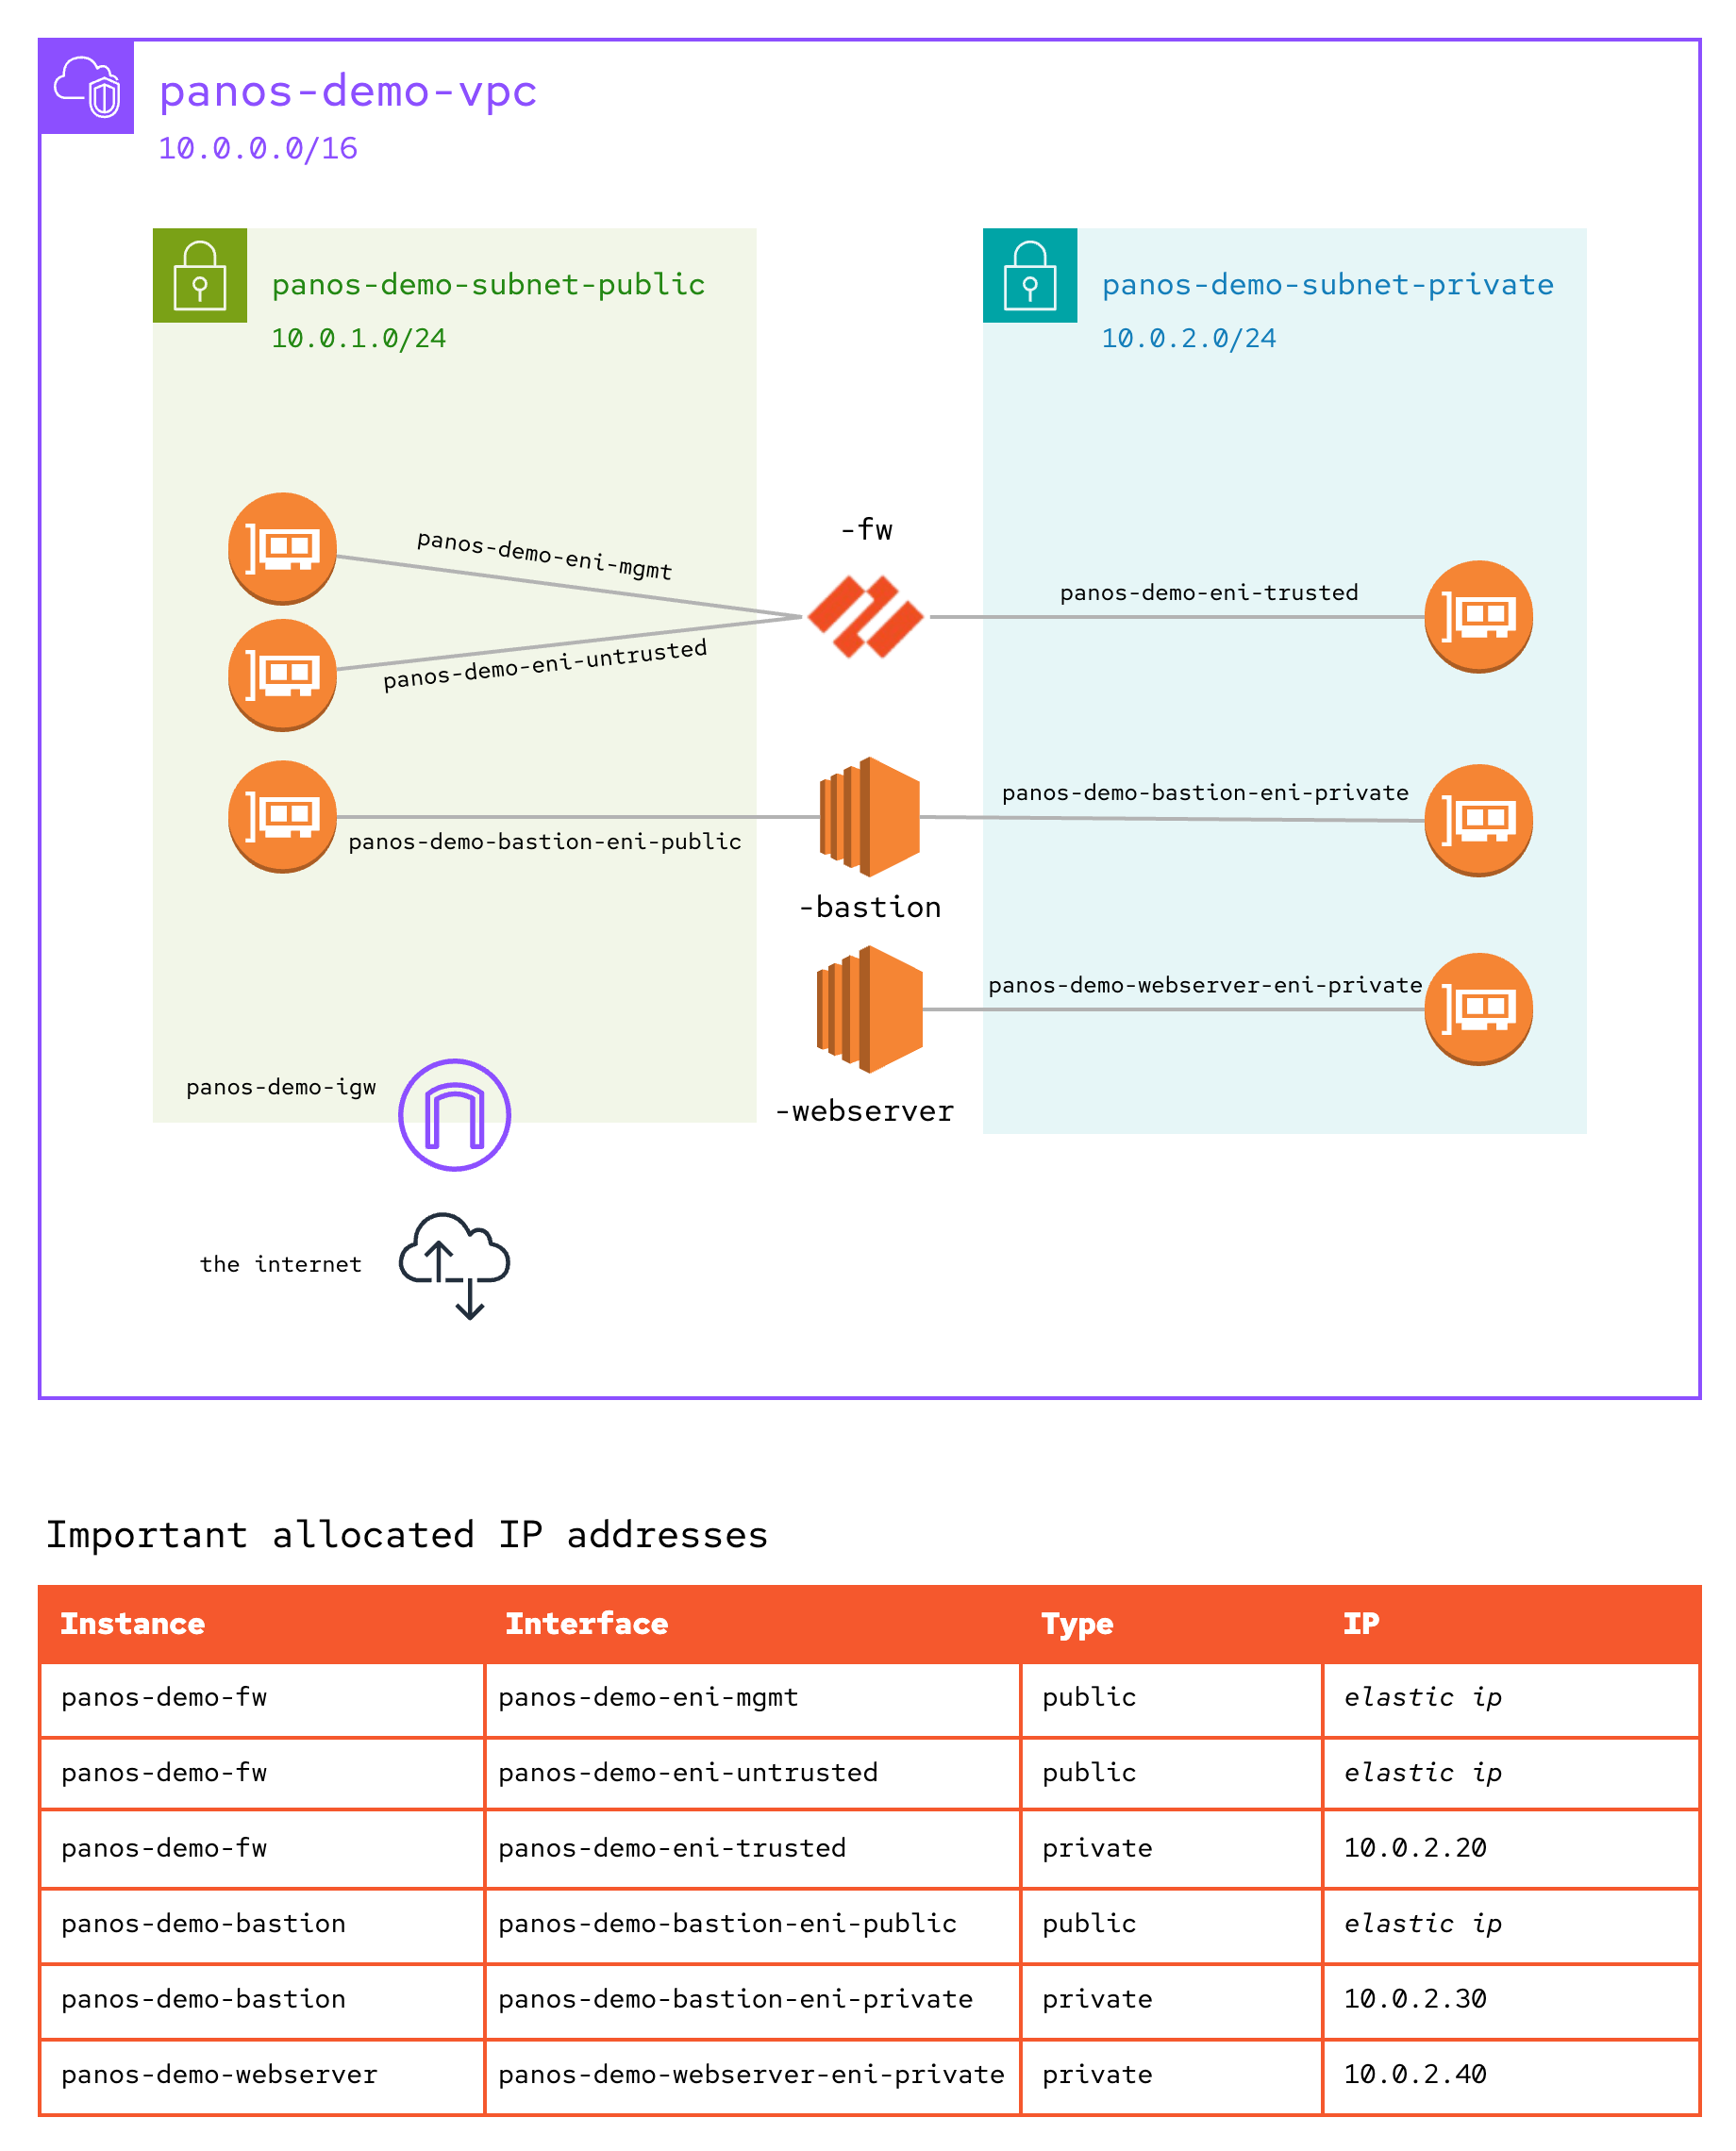 panos-demo-vpc
10.0.0.0/16
panos-demo-subnet-public
10.0.1.0/24
panos-demo-subnet-private
10.0.2.0/24
-fw
panos-demo-eni-mgmt
panos-demo-eni-untrusted
panos-demo-eni-trusted
panos-demo-bastion-eni-public
panos-demo-bastion-eni-private
-bastion
panos-demo-webserver-eni-private
-webserver
panos-demo-igw
the internet
Important allocated IP addresses
Instance Interface Type IP
panos-demo-fw panos-demo-eni-mgmt public elastic ip
panos-demo-fw panos-demo-eni-untrusted public elastic ip
panos-demo-fw panos-demo-eni-trusted private 10.0.2.20
panos-demo-bastion panos-demo-bastion-eni-public public elastic ip
panos-demo-bastion panos-demo-bastion-eni-private private 10.0.2.30
panos-demo-webserver panos-demo-webserver-eni-private private 10.0.2.40